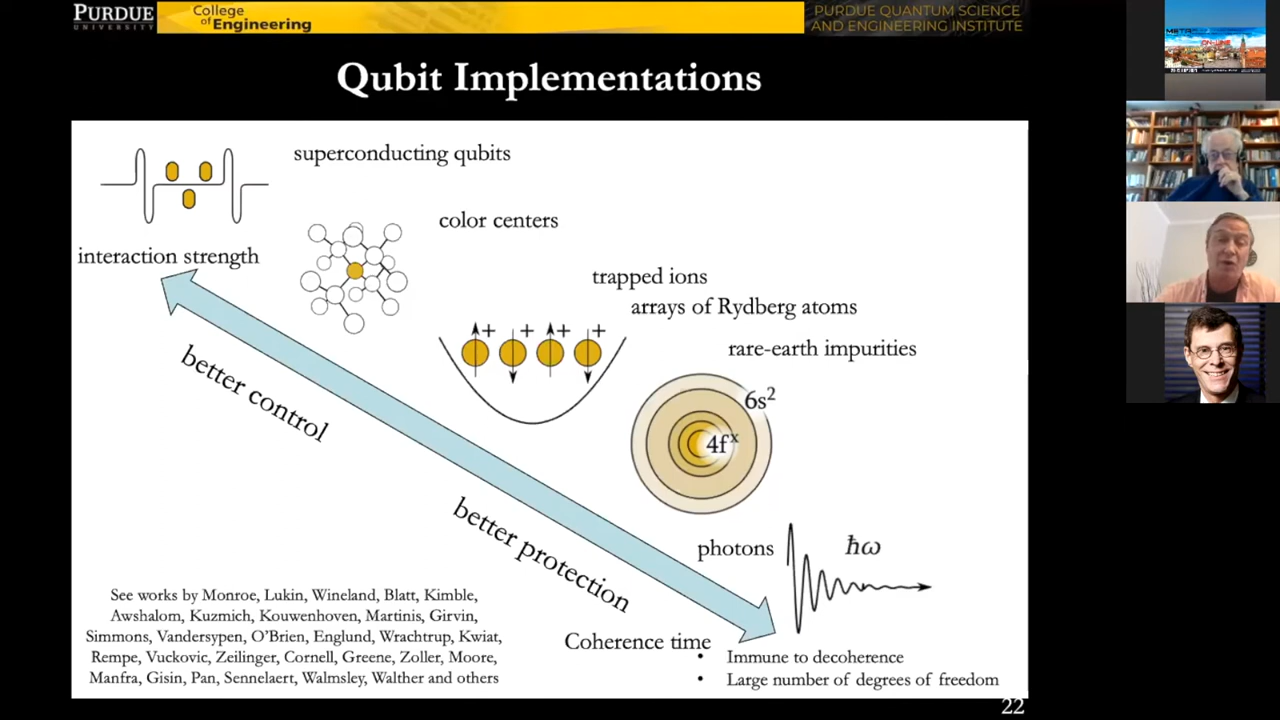 PURDUE
UNIVERSITY
College
of Engineering
PURDUE QUANTUM SCIENCE
AND ENGINEERING INSTITUTE
Qubit Implementations
superconducting qubits
color centers
interaction strength
trapped ions
arrays of Rydberg atoms
rare-earth impurities
+ + + +
6s²
4fˣ
better control
better protection
photons
ħω
See works by Monroe, Lukin, Wineland, Blatt, Kimble,
Awshalom, Kuzmich, Kouwenhoven, Martinis, Girvin,
Simmons, Vandersypen, O'Brien, Englund, Wrachtrup, Kwiat,
Rempe, Vuckovic, Zeilinger, Cornell, Greene, Zoller, Moore,
Manfra, Gisin, Pan, Sennelaert, Walmsley, Walther and others
Coherence time
• Immune to decoherence
• Large number of degrees of freedom
22
ON-LINE